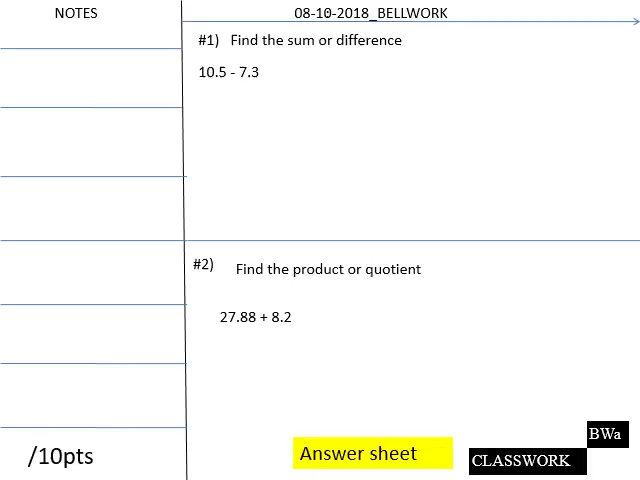 NOTES
08-10-2018_BELLWORK
#1) Find the sum or difference
10.5 - 7.3
#2) Find the product or quotient
27.88 + 8.2
/10pts
Answer sheet
BWa
CLASSWORK